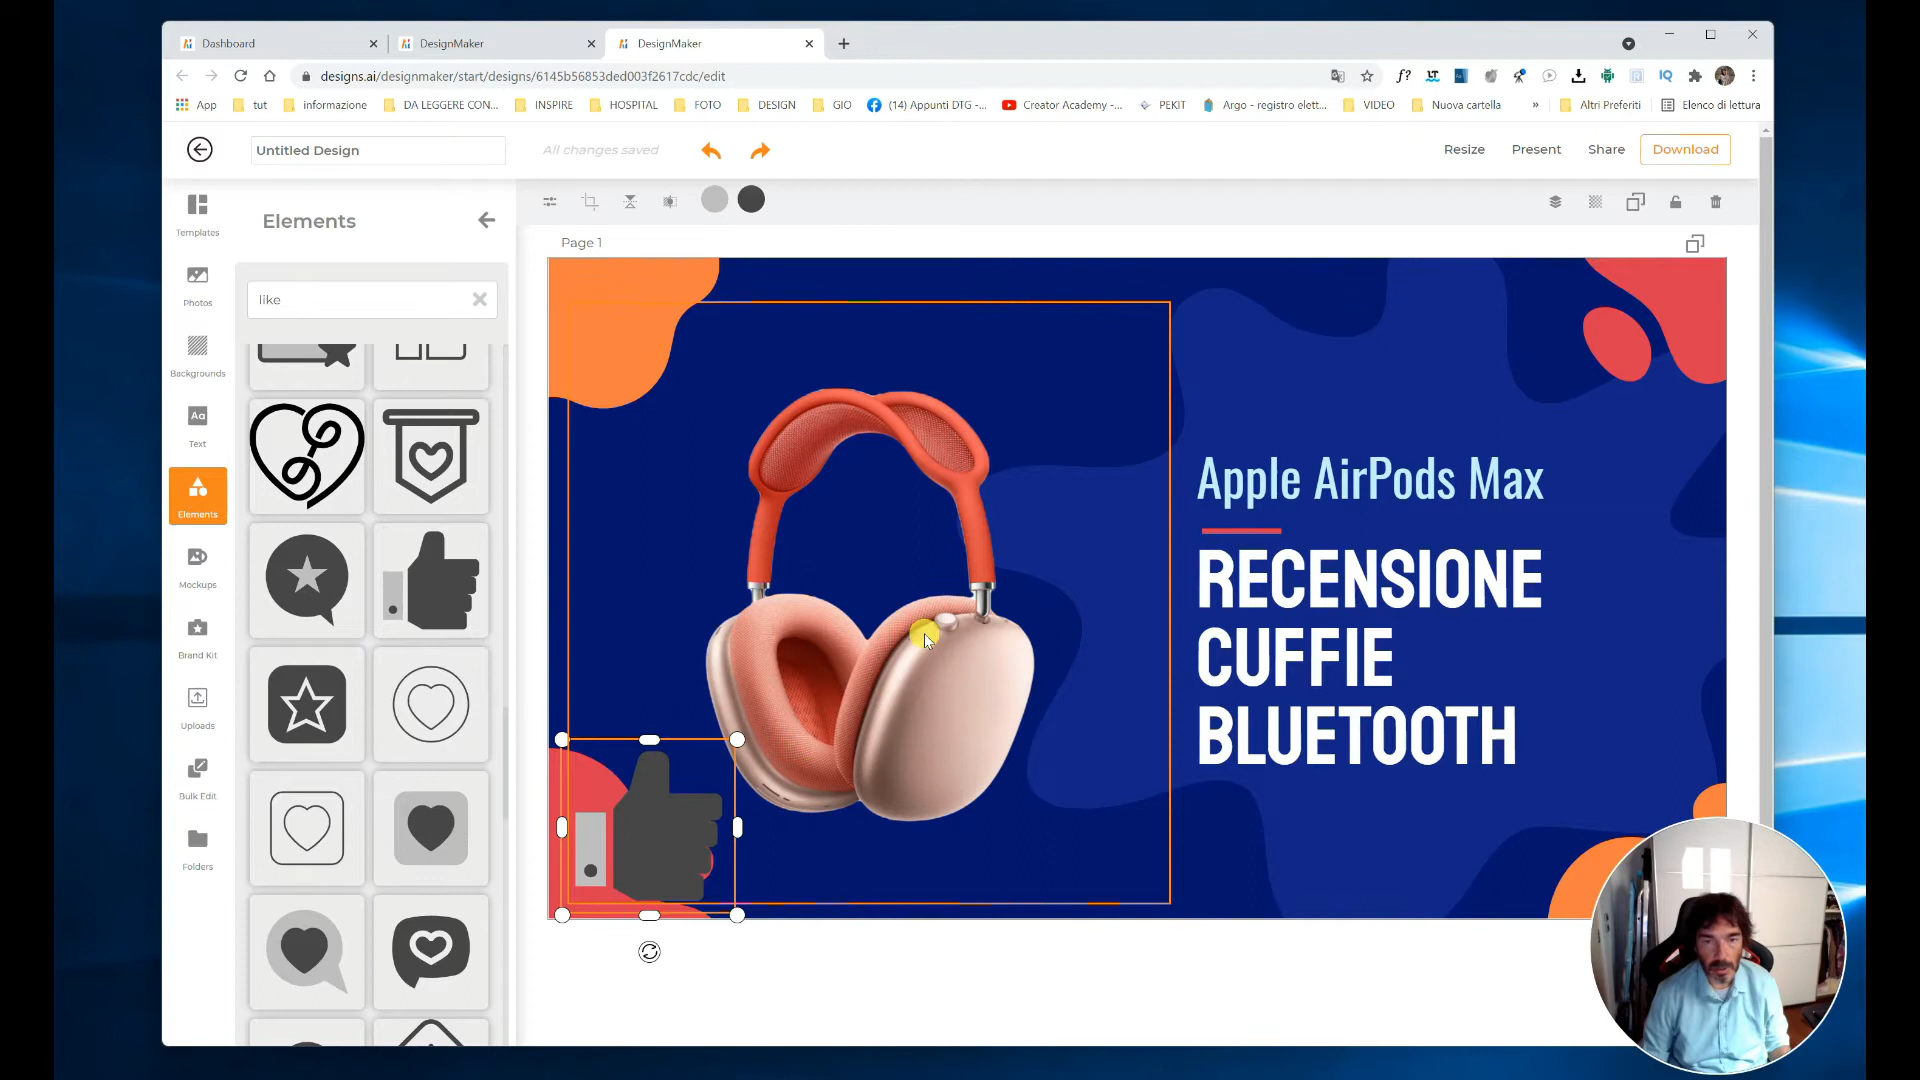 Dashboard
DesignMaker
DesignMaker
designs.ai/designmaker/start/designs/6145b56853ded003f2617cdc/edit
f?
LT
IQ
App
tut
informazione
DA LEGGERE CON...
INSPIRE
HOSPITAL
FOTO
DESIGN
GIO
(14) Appunti DTG -...
Creator Academy -...
PEKIT
Argo - registro elett...
VIDEO
Nuova cartella
»
Altri Preferiti
Elenco di lettura
Untitled Design
All changes saved
Resize
Present
Share
Download
Templates
Photos
Backgrounds
Aa
Text
Elements
Mockups
Brand Kit
Uploads
Bulk Edit
Folders
Elements
like
Page 1
Apple AirPods Max
RECENSIONE
CUFFIE
BLUETOOTH